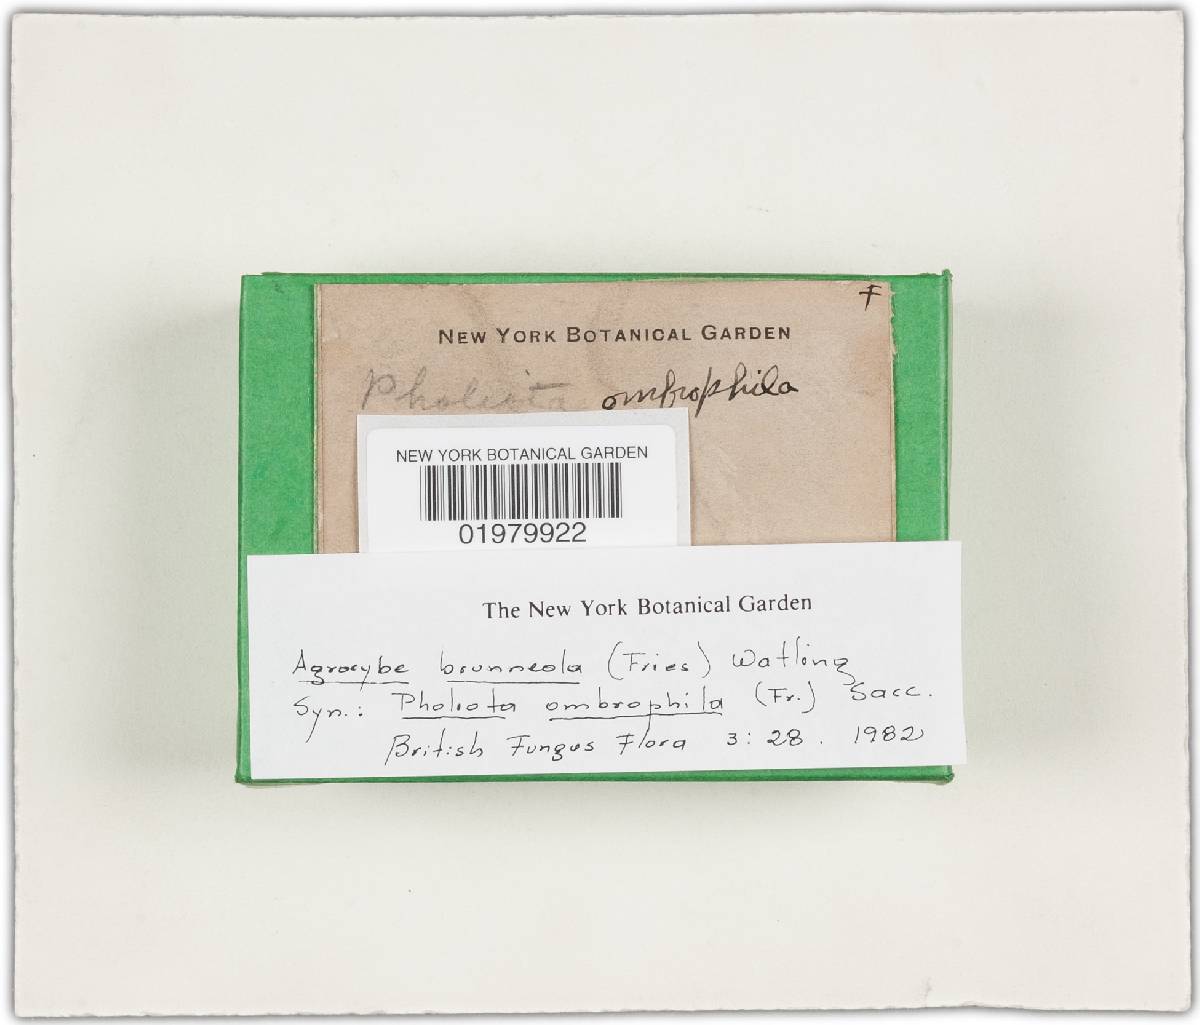 F
NEW YORK BOTANICAL GARDEN
Pholiota ombrophila
NEW YORK BOTANICAL GARDEN
01979922
The New York Botanical Garden
Agrocybe brunneola (Fries) Watling
Syn.: Pholiota ombrophila (Fr.) Sacc.
British Fungus Flora 3: 28. 1982